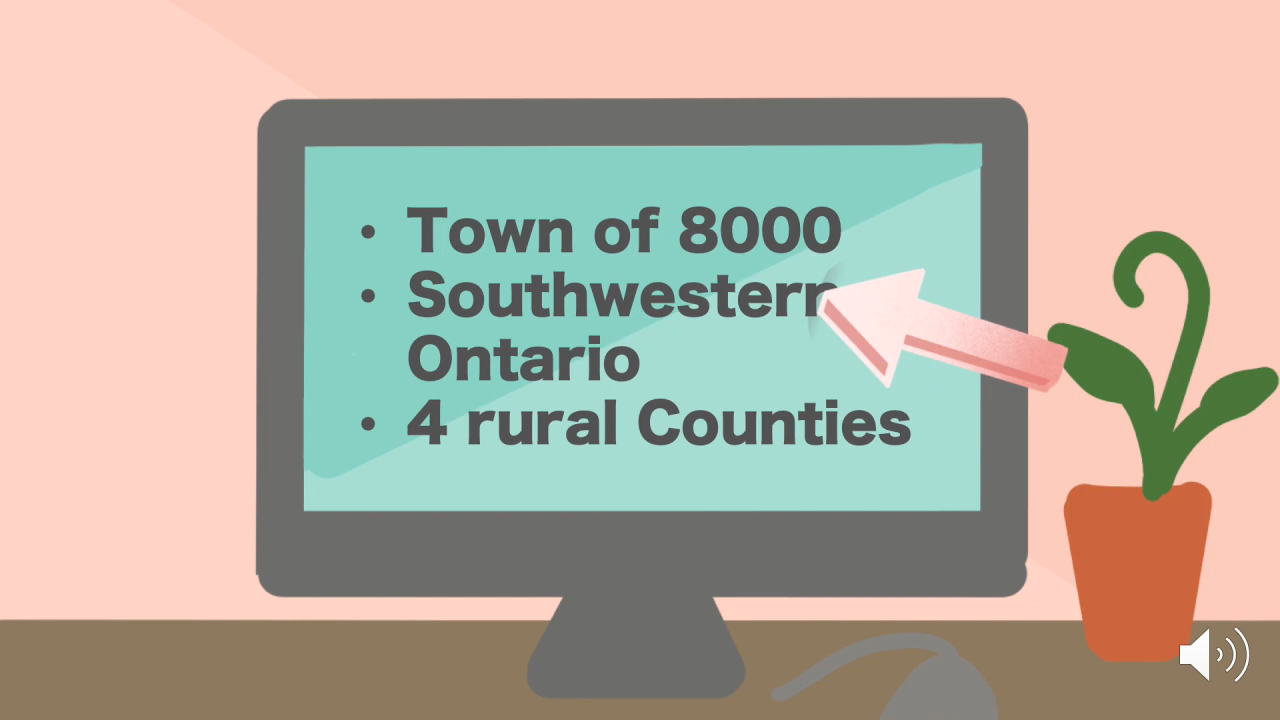 • Town of 8000
• Southwestern
Ontario
• 4 rural Counties